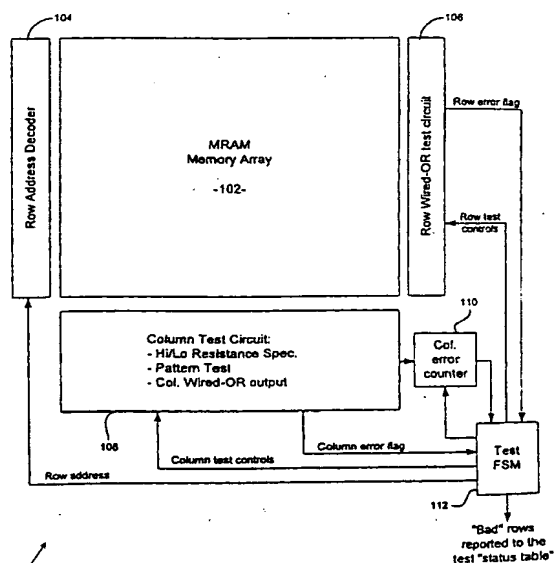 104
106
Row Address Decoder
MRAM
Memory Array
-102-
Row Wired-OR test circuit
Row error flag
Row test
controls
Column Test Circuit:
- Hi/Lo Resistance Spec.
- Pattern Test
- Col. Wired-OR output
110
Col.
error
counter
108
Column error flag
Column test controls
Row address
Test
FSM
112
"Bad" rows
reported to the
test "status table"